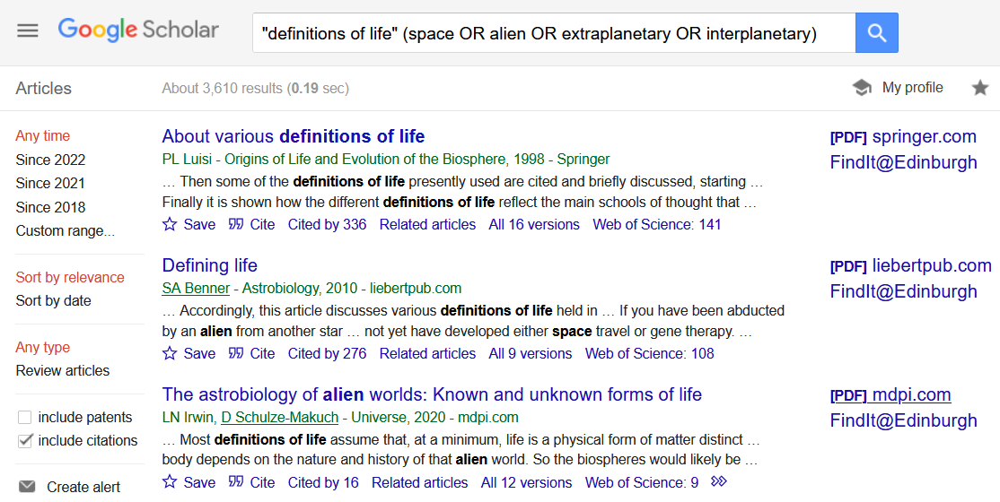 Google Scholar
"definitions of life" (space OR alien OR extraplanetary OR interplanetary)
Articles
About 3,610 results (0.19 sec)
My profile
Any time
Since 2022
Since 2021
Since 2018
Custom range...
Sort by relevance
Sort by date
Any type
Review articles
include patents
include citations
Create alert
About various definitions of life
PL Luisi - Origins of Life and Evolution of the Biosphere, 1998 - Springer
... Then some of the definitions of life presently used are cited and briefly discussed, starting ...
Finally it is shown how the different definitions of life reflect the main schools of thought that ...
Save Cite Cited by 336 Related articles All 16 versions Web of Science: 141
[PDF] springer.com
FindIt@Edinburgh
Defining life
SA Benner - Astrobiology, 2010 - liebertpub.com
... Accordingly, this article discusses various definitions of life held in ... If you have been abducted
by an alien from another star ... not yet have developed either space travel or gene therapy. ...
Save Cite Cited by 276 Related articles All 9 versions Web of Science: 108
[PDF] liebertpub.com
FindIt@Edinburgh
The astrobiology of alien worlds: Known and unknown forms of life
LN Irwin, D Schulze-Makuch - Universe, 2020 - mdpi.com
... Most definitions of life assume that, at a minimum, life is a physical form of matter distinct ...
body depends on the nature and history of that alien world. So the biospheres would likely be ...
Save Cite Cited by 16 Related articles All 12 versions Web of Science: 9
[PDF] mdpi.com
FindIt@Edinburgh